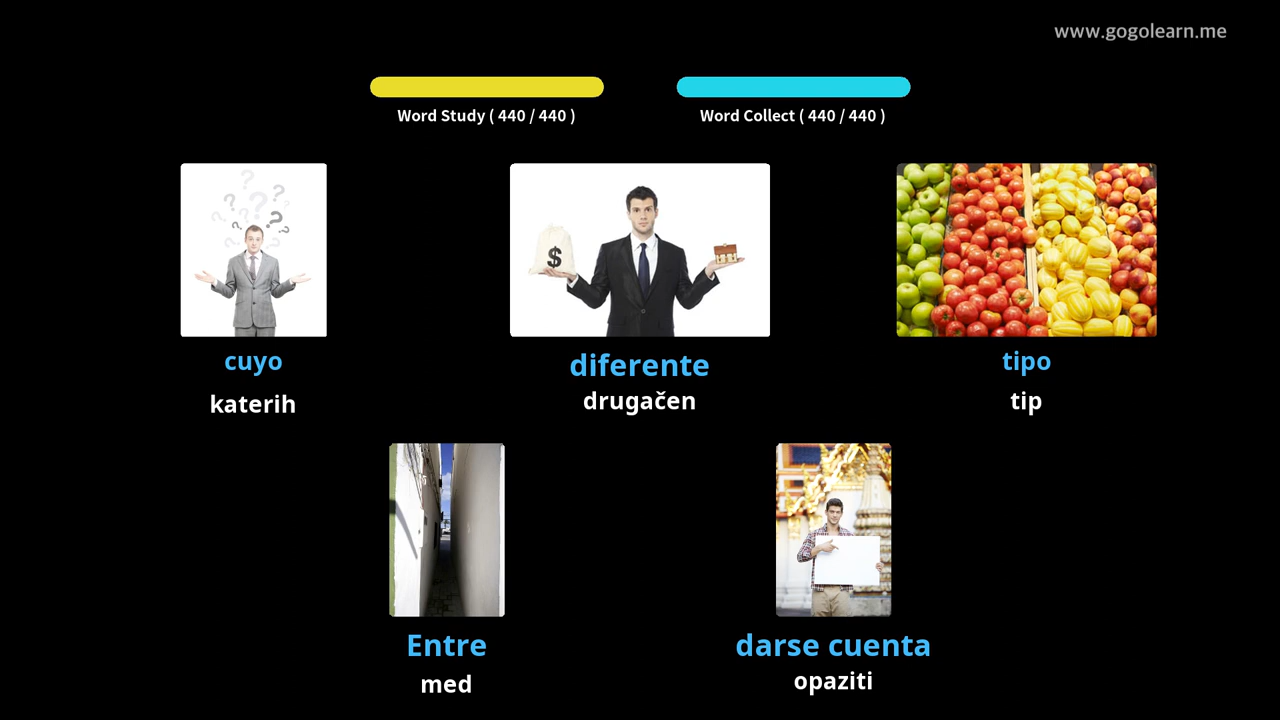 www.gogolearn.me
Word Study ( 440 / 440 )
Word Collect ( 440 / 440 )
$
cuyo
katerih
diferente
drugačen
tipo
tip
Entre
med
darse cuenta
opaziti